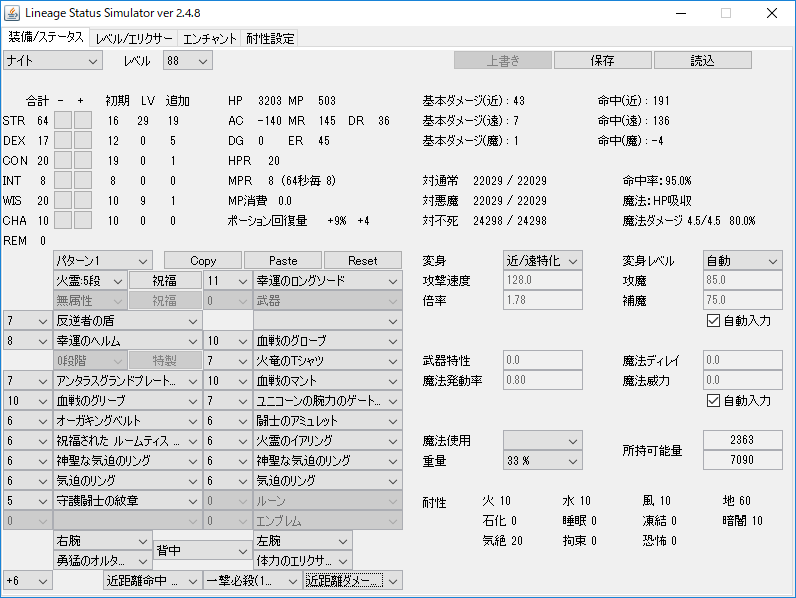 Lineage Status Simulator ver 2.4.8
装備/ステータス レベル/エリクサー エンチャント 耐性設定
ナイト レベル 88 上書き 保存 読込
合計 - + 初期 LV 追加 HP 3203 MP 503 基本ダメージ(近) : 43 命中(近) : 191
STR 64 16 29 19 AC -140 MR 145 DR 36 基本ダメージ(遠) : 7 命中(遠) : 136
DEX 17 12 0 5 DG 0 ER 45 基本ダメージ(魔) : 1 命中(魔) : -4
CON 20 19 0 1 HPR 20
INT 8 8 0 0 MPR 8 (64秒毎 8) 対通常 22029 / 22029 命中率: 95.0%
WIS 20 10 9 1 MP消費 0.0 対悪魔 22029 / 22029 魔法:HP吸収
CHA 10 10 0 0 ポーション回復量 +9% +4 対不死 24298 / 24298 魔法ダメージ 4.5/4.5 80.0%
REM 0
パターン1 Copy Paste Reset 変身 近/遠特化 変身レベル 自動
火霊:5段 祝福 11 幸運のロングソード 攻撃速度 128.0 攻魔 85.0
無属性 祝福 0 武器 倍率 1.78 補魔 75.0
7 反逆者の盾 自動入力
8 幸運のヘルム 10 血戦のグローブ
0段階 特製 7 火竜のTシャツ 武器特性 0.0 魔法ディレイ 0.0
7 アンタラスグランドプレート... 10 血戦のマント 魔法発動率 0.80 魔法威力 0.0
10 血戦のグリーブ 7 ユニコーンの腕力のゲート... 自動入力
6 オーガキングベルト 6 闘士のアミュレット
6 祝福された ルームティス ... 6 火霊のイアリング 魔法使用 所持可能量 2363
6 神聖な気迫のリング 6 神聖な気迫のリング 重量 33 % 7090
6 気迫のリング 6 気迫のリング
5 守護闘士の紋章 0 ルーン 耐性 火 10 水 10 風 10 地 60
0 0 エンブレム 石化 0 睡眠 0 凍結 0 暗闇 10
右腕 背中 左腕 気絶 20 拘束 0 恐怖 0
勇猛のオルタ... 体力のエリクサ...
+6 近距離命中 ... 一撃必殺(1... 近距離ダメー...